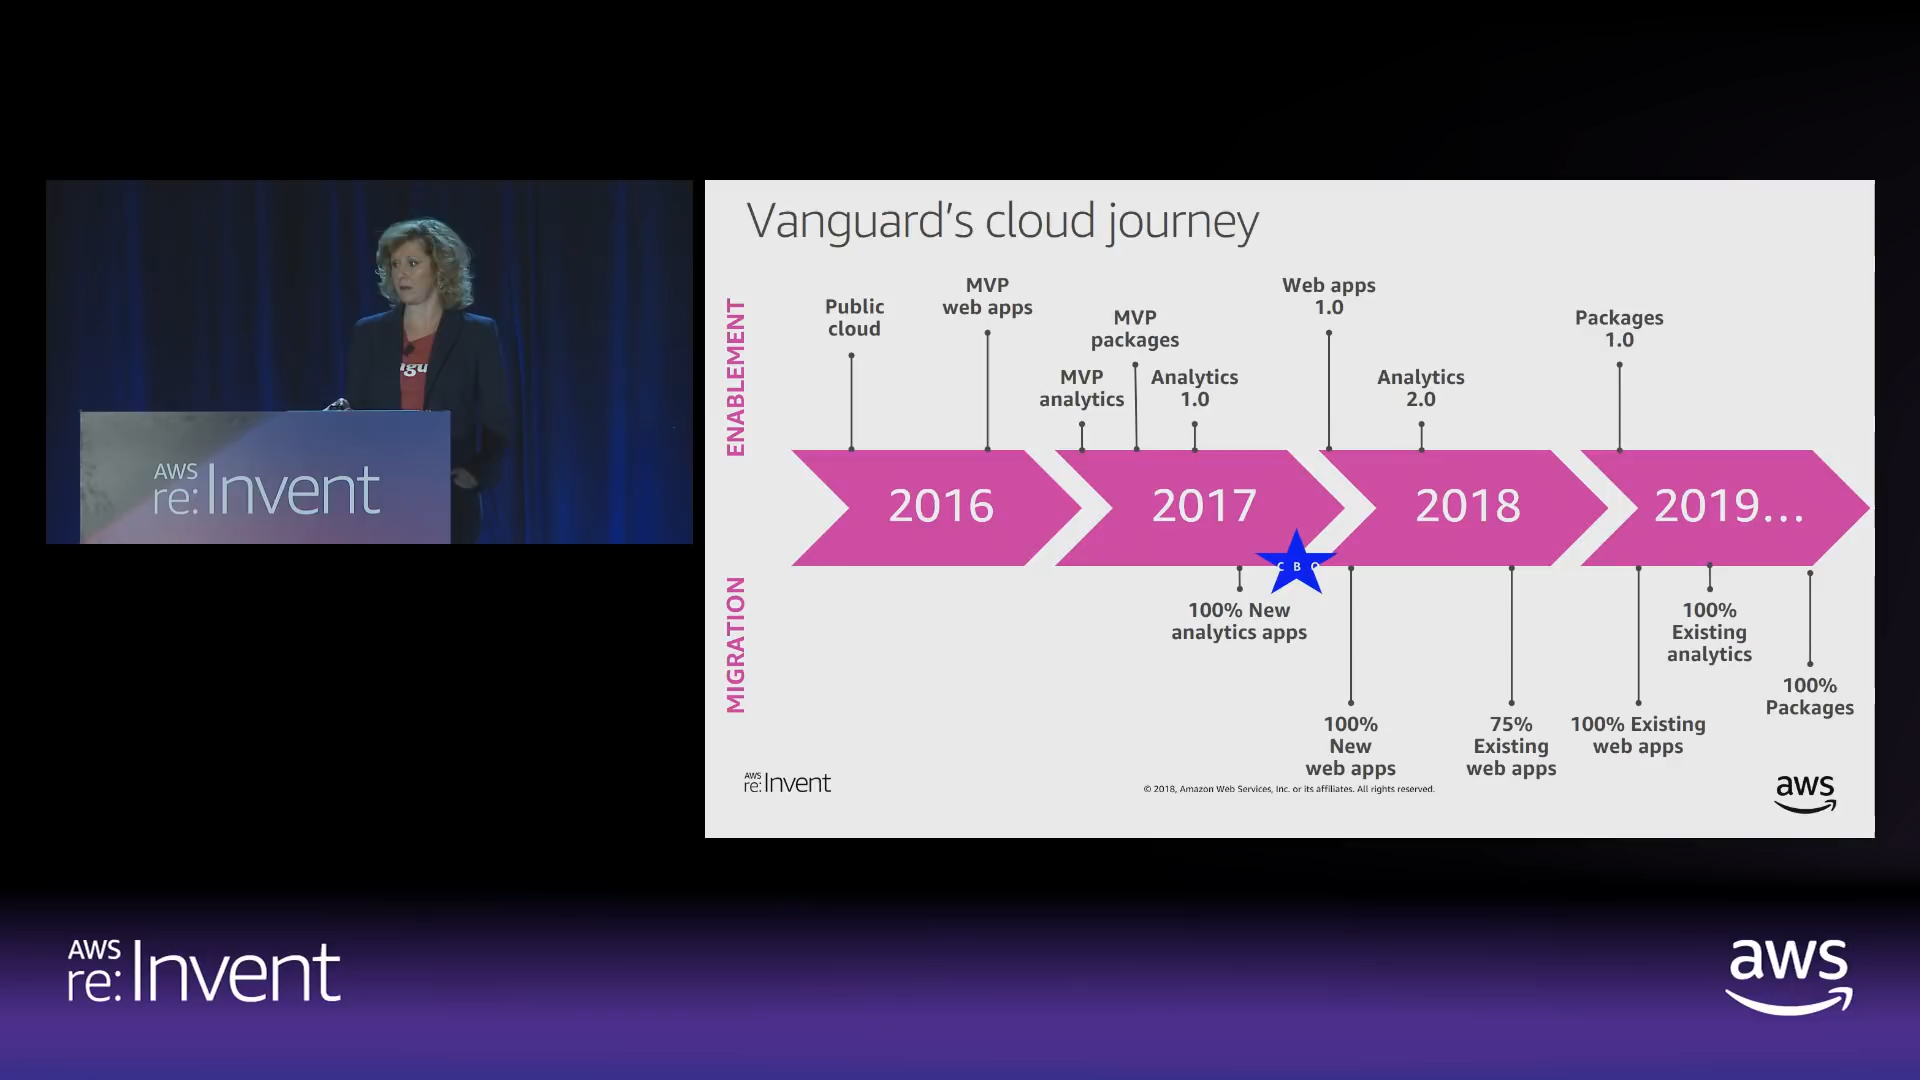 Vanguard's cloud journey
ENABLEMENT
Public
cloud
MVP
web apps
MVP
analytics
MVP
packages
Analytics
1.0
Web apps
1.0
Analytics
2.0
Packages
1.0
2016
2017
2018
2019...
C B O
MIGRATION
100% New
analytics apps
100%
New
web apps
75%
Existing
web apps
100% Existing
web apps
100%
Existing
analytics
100%
Packages
AWS
re:Invent
© 2018, Amazon Web Services, Inc. or its affiliates. All rights reserved.
aws
AWS
re:Invent
AWS
re:Invent
aws